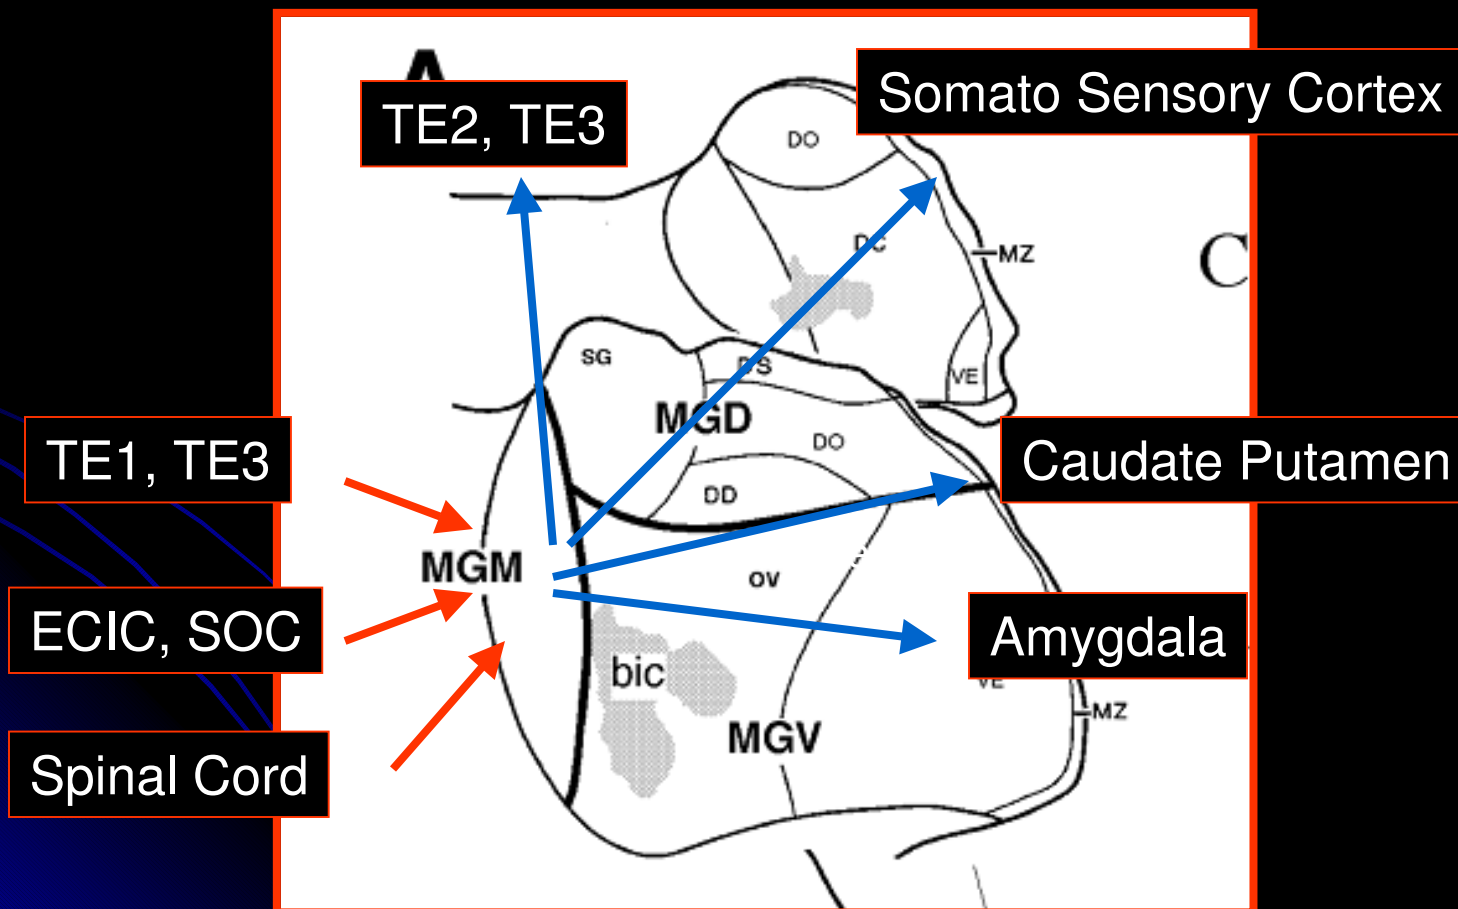 A
TE2, TE3
Somato Sensory Cortex
DO
DC
MZ
C
SG
DS
VE
MGD
DO
TE1, TE3
Caudate Putamen
DD
MGM
OV
ECIC, SOC
Amygdala
bic
VE
MZ
MGV
Spinal Cord